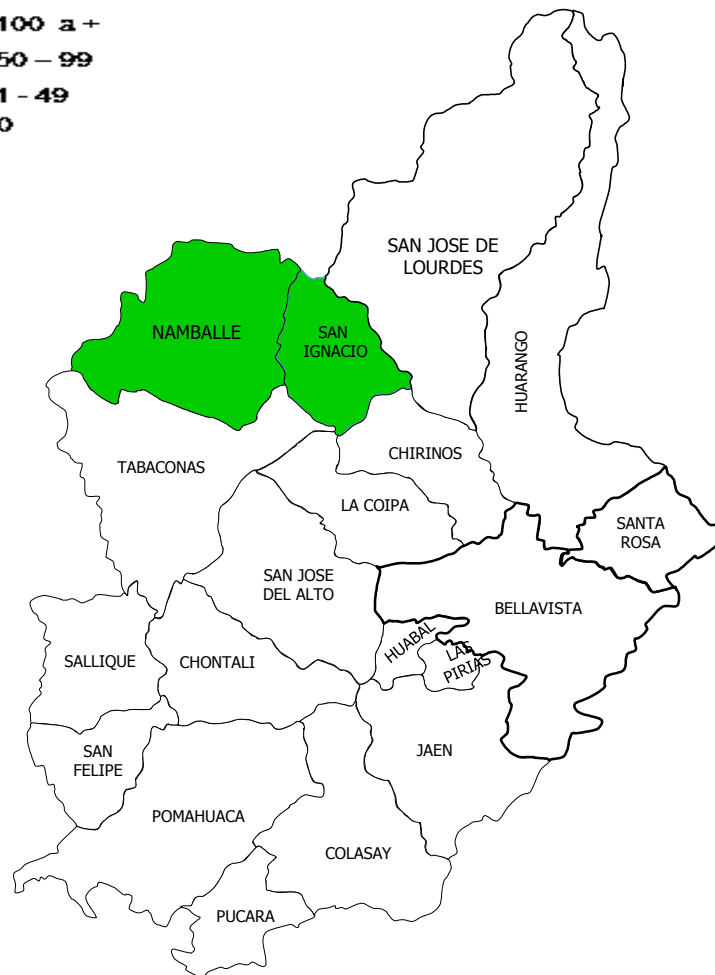 100 a +
50 – 99
1 - 49
0
SAN JOSE DE
LOURDES
NAMBALLE
SAN
IGNACIO
HUARANGO
CHIRINOS
TABACONAS
LA COIPA
SANTA
ROSA
SAN JOSE
DEL ALTO
BELLAVISTA
HUABAL
LAS
PIRIAS
SALLIQUE
CHONTALI
SAN
FELIPE
JAEN
POMAHUACA
COLASAY
PUCARA